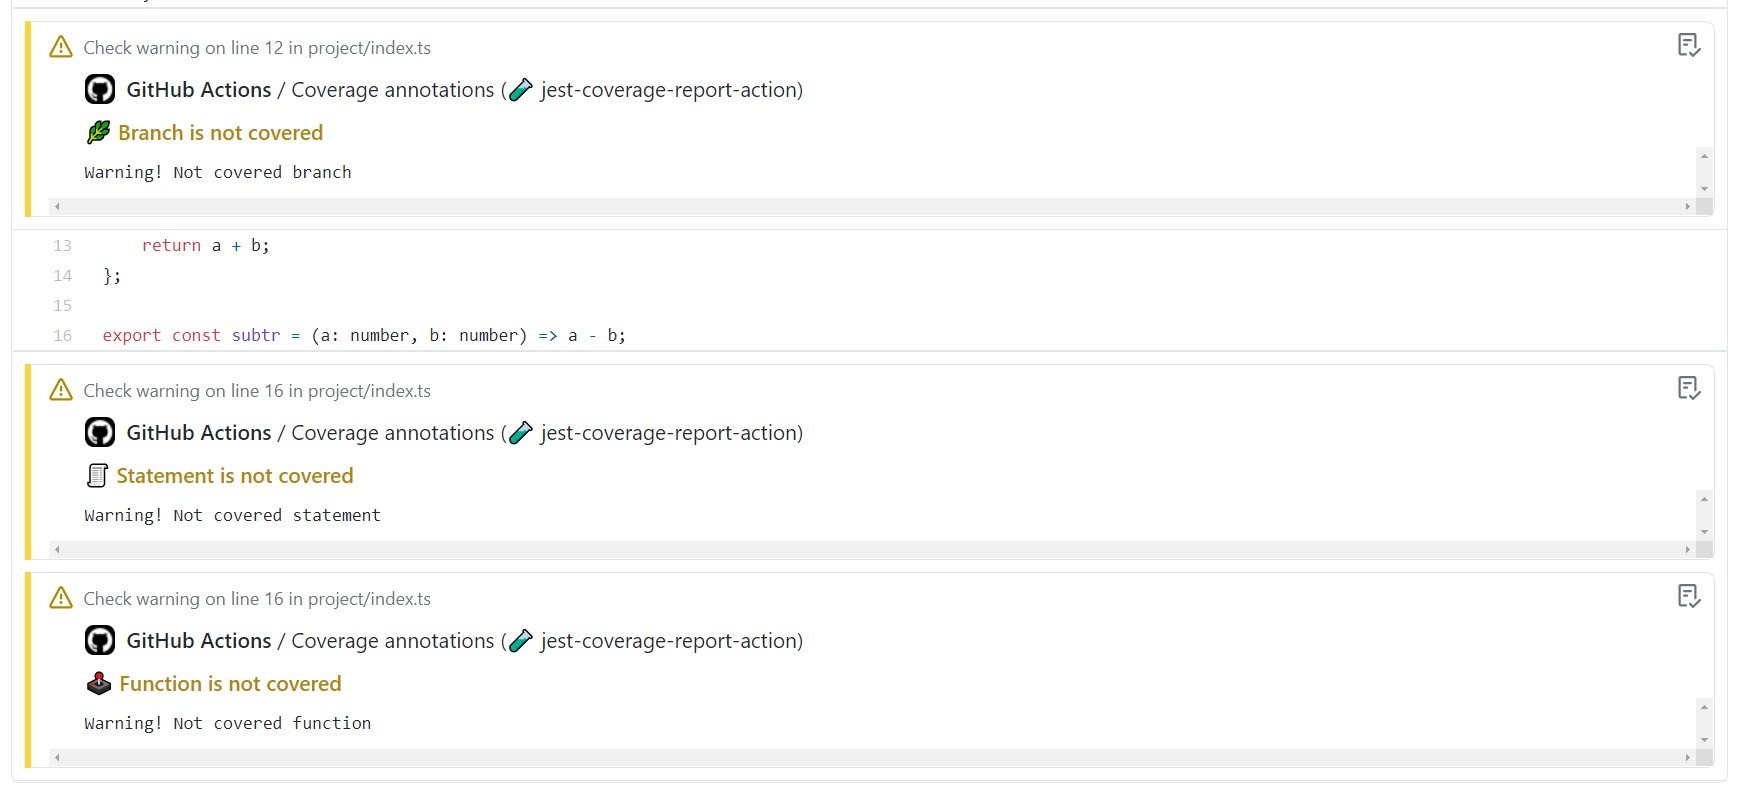 Check warning on line 12 in project/index.ts
GitHub Actions / Coverage annotations (🧪 jest-coverage-report-action)
🌿 Branch is not covered
Warning! Not covered branch
13 return a + b;
14 };
15
16 export const subtr = (a: number, b: number) => a - b;
Check warning on line 16 in project/index.ts
GitHub Actions / Coverage annotations (🧪 jest-coverage-report-action)
🧾 Statement is not covered
Warning! Not covered statement
Check warning on line 16 in project/index.ts
GitHub Actions / Coverage annotations (🧪 jest-coverage-report-action)
🕹 Function is not covered
Warning! Not covered function